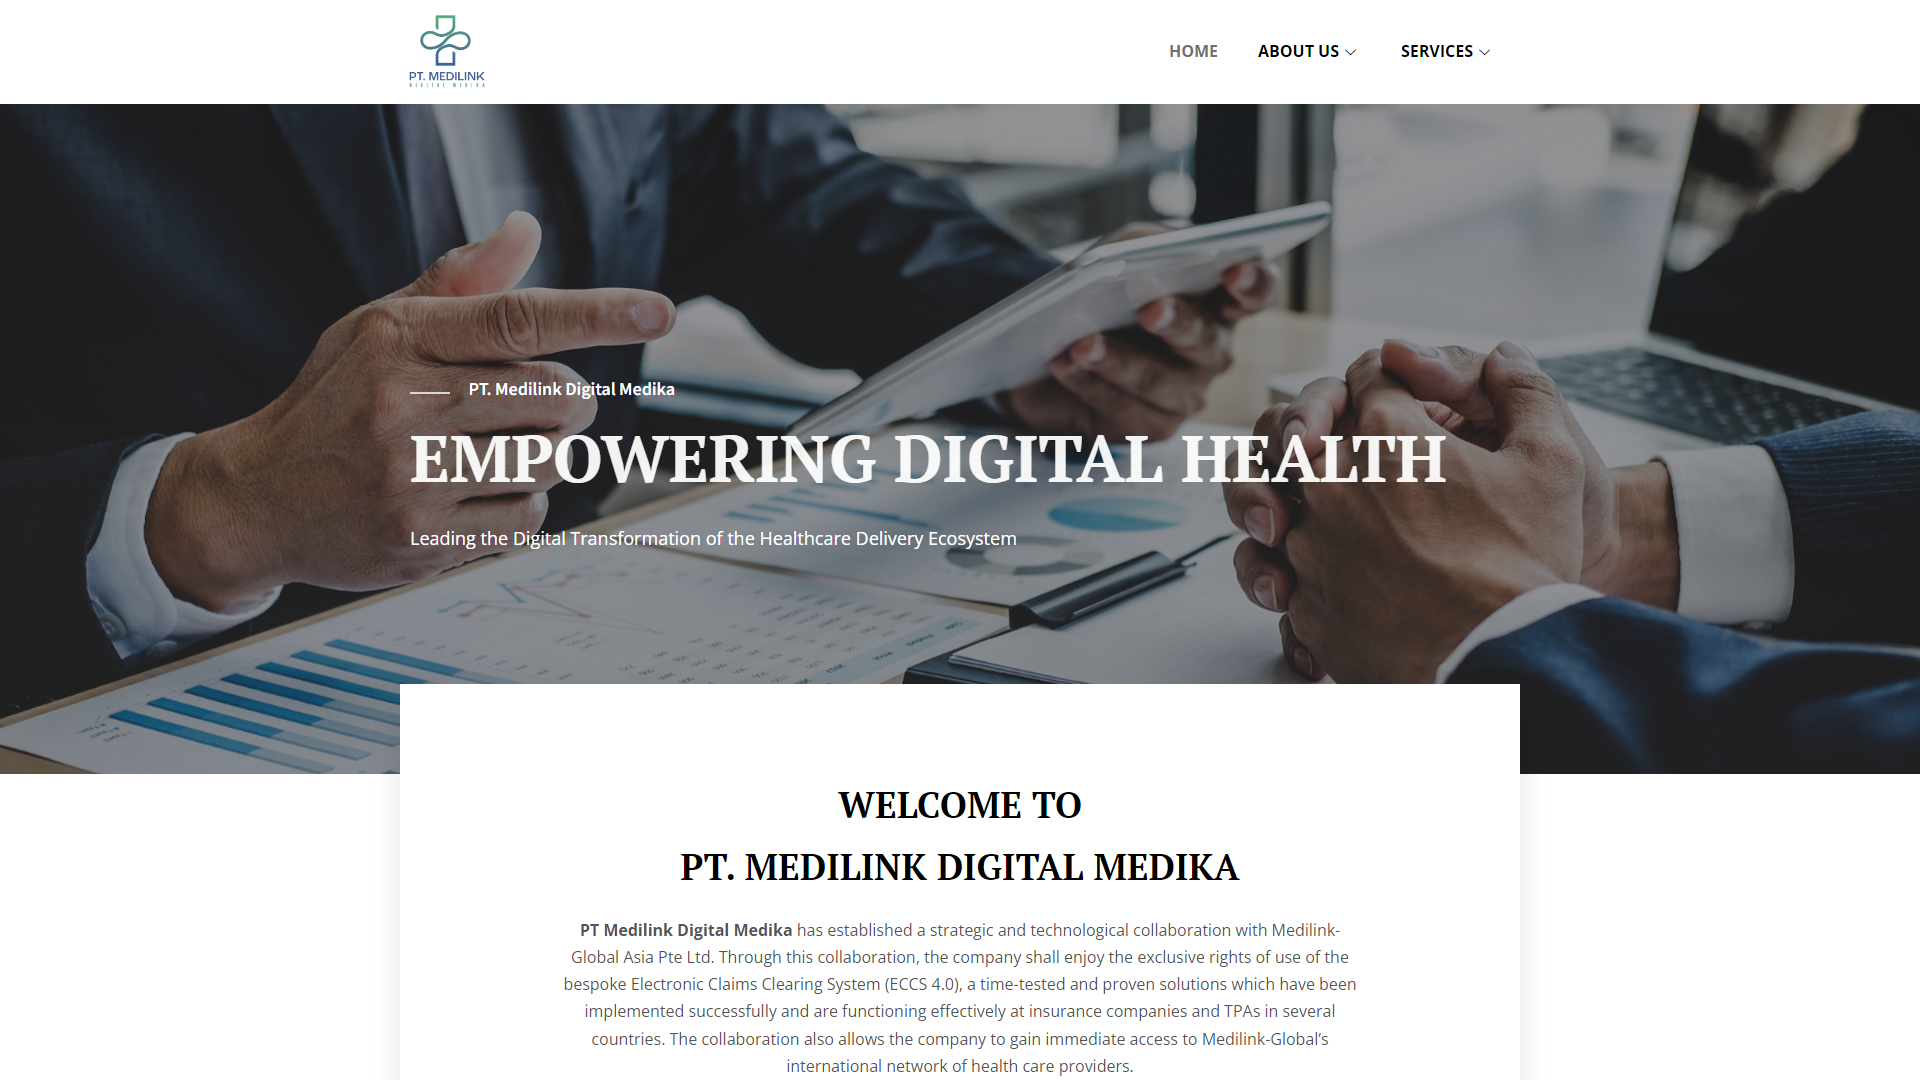 PT. MEDILINK
DIGITAL MEDIKA
HOME
ABOUT US
SERVICES
PT. Medilink Digital Medika
EMPOWERING DIGITAL HEALTH
Leading the Digital Transformation of the Healthcare Delivery Ecosystem
WELCOME TO
PT. MEDILINK DIGITAL MEDIKA
PT Medilink Digital Medika has established a strategic and technological collaboration with Medilink-
Global Asia Pte Ltd. Through this collaboration, the company shall enjoy the exclusive rights of use of the
bespoke Electronic Claims Clearing System (ECCS 4.0), a time-tested and proven solutions which have been
implemented successfully and are functioning effectively at insurance companies and TPAs in several
countries. The collaboration also allows the company to gain immediate access to Medilink-Global’s
international network of health care providers.